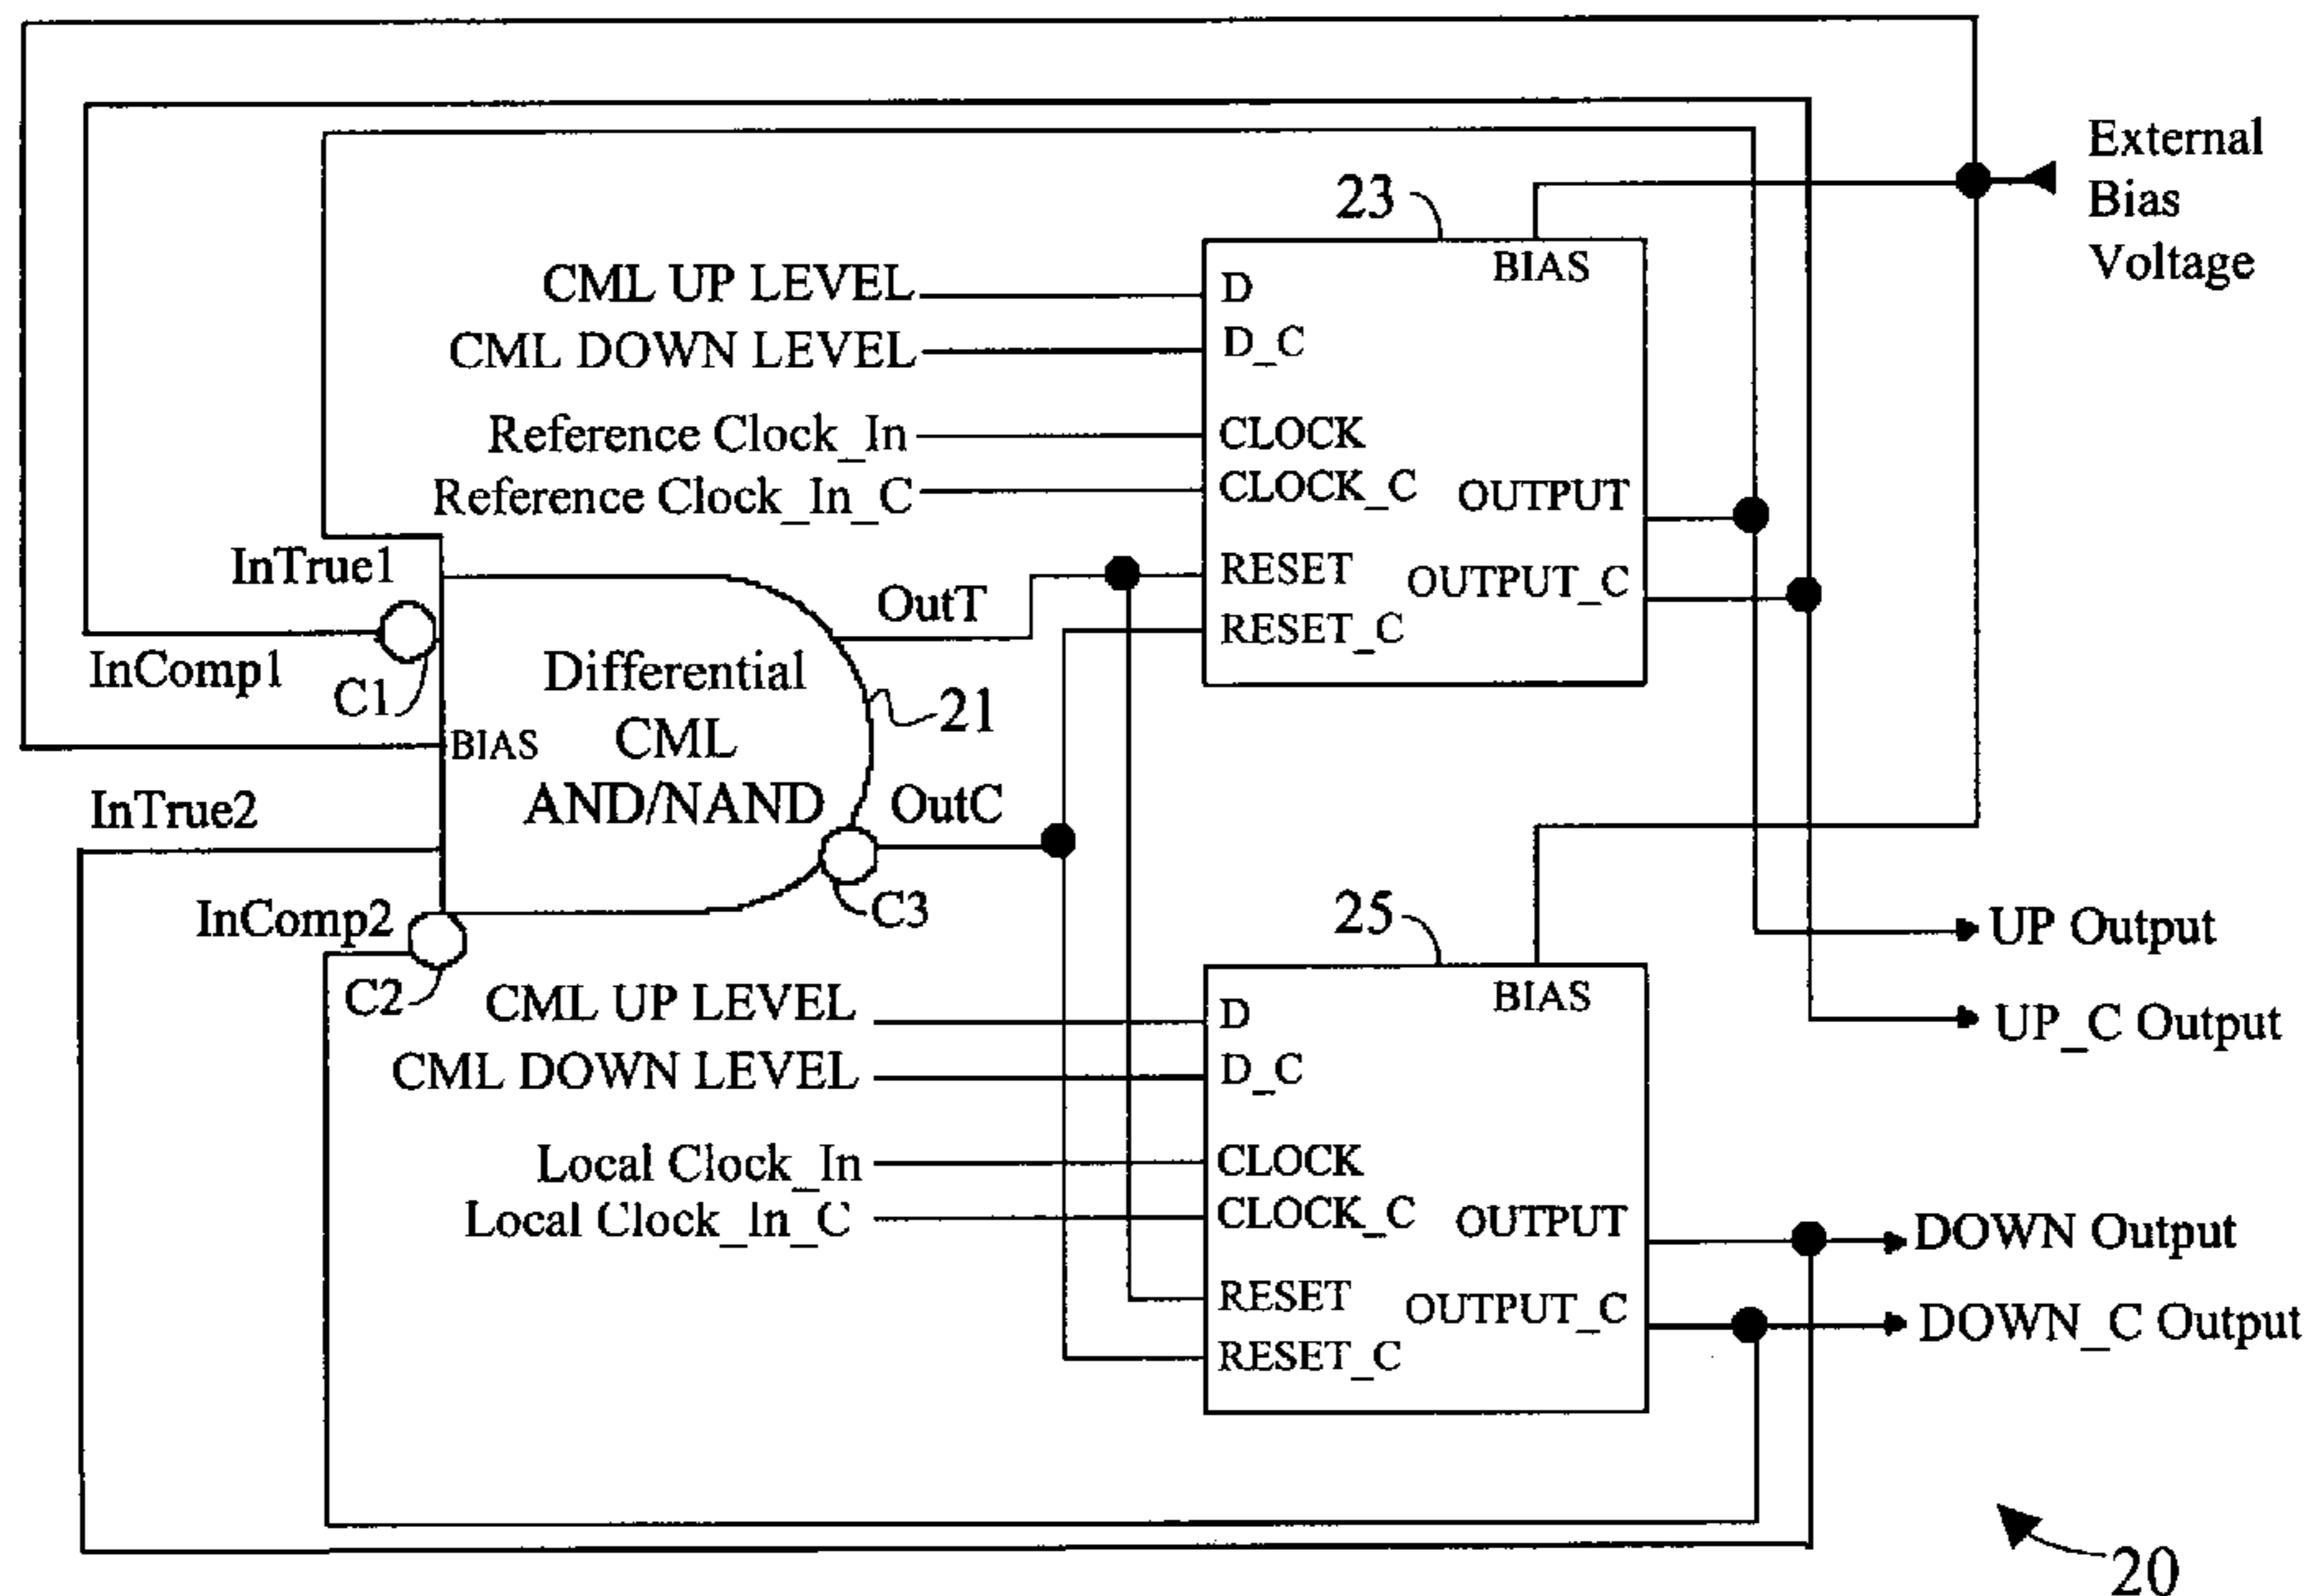 External
Bias
Voltage
23
BIAS
CML UP LEVEL
D
CML DOWN LEVEL
D_C
Reference Clock_In
CLOCK
Reference Clock_In_C
CLOCK_C
OUTPUT
InTrue1
OutT
RESET
OUTPUT_C
RESET_C
InComp1
C1
Differential
CML
AND/NAND
21
BIAS
InTrue2
OutC
InComp2
C3
C2
25
BIAS
UP Output
UP_C Output
CML UP LEVEL
D
CML DOWN LEVEL
D_C
Local Clock_In
CLOCK
Local Clock_In_C
CLOCK_C
OUTPUT
DOWN Output
RESET
OUTPUT_C
DOWN_C Output
RESET_C
20